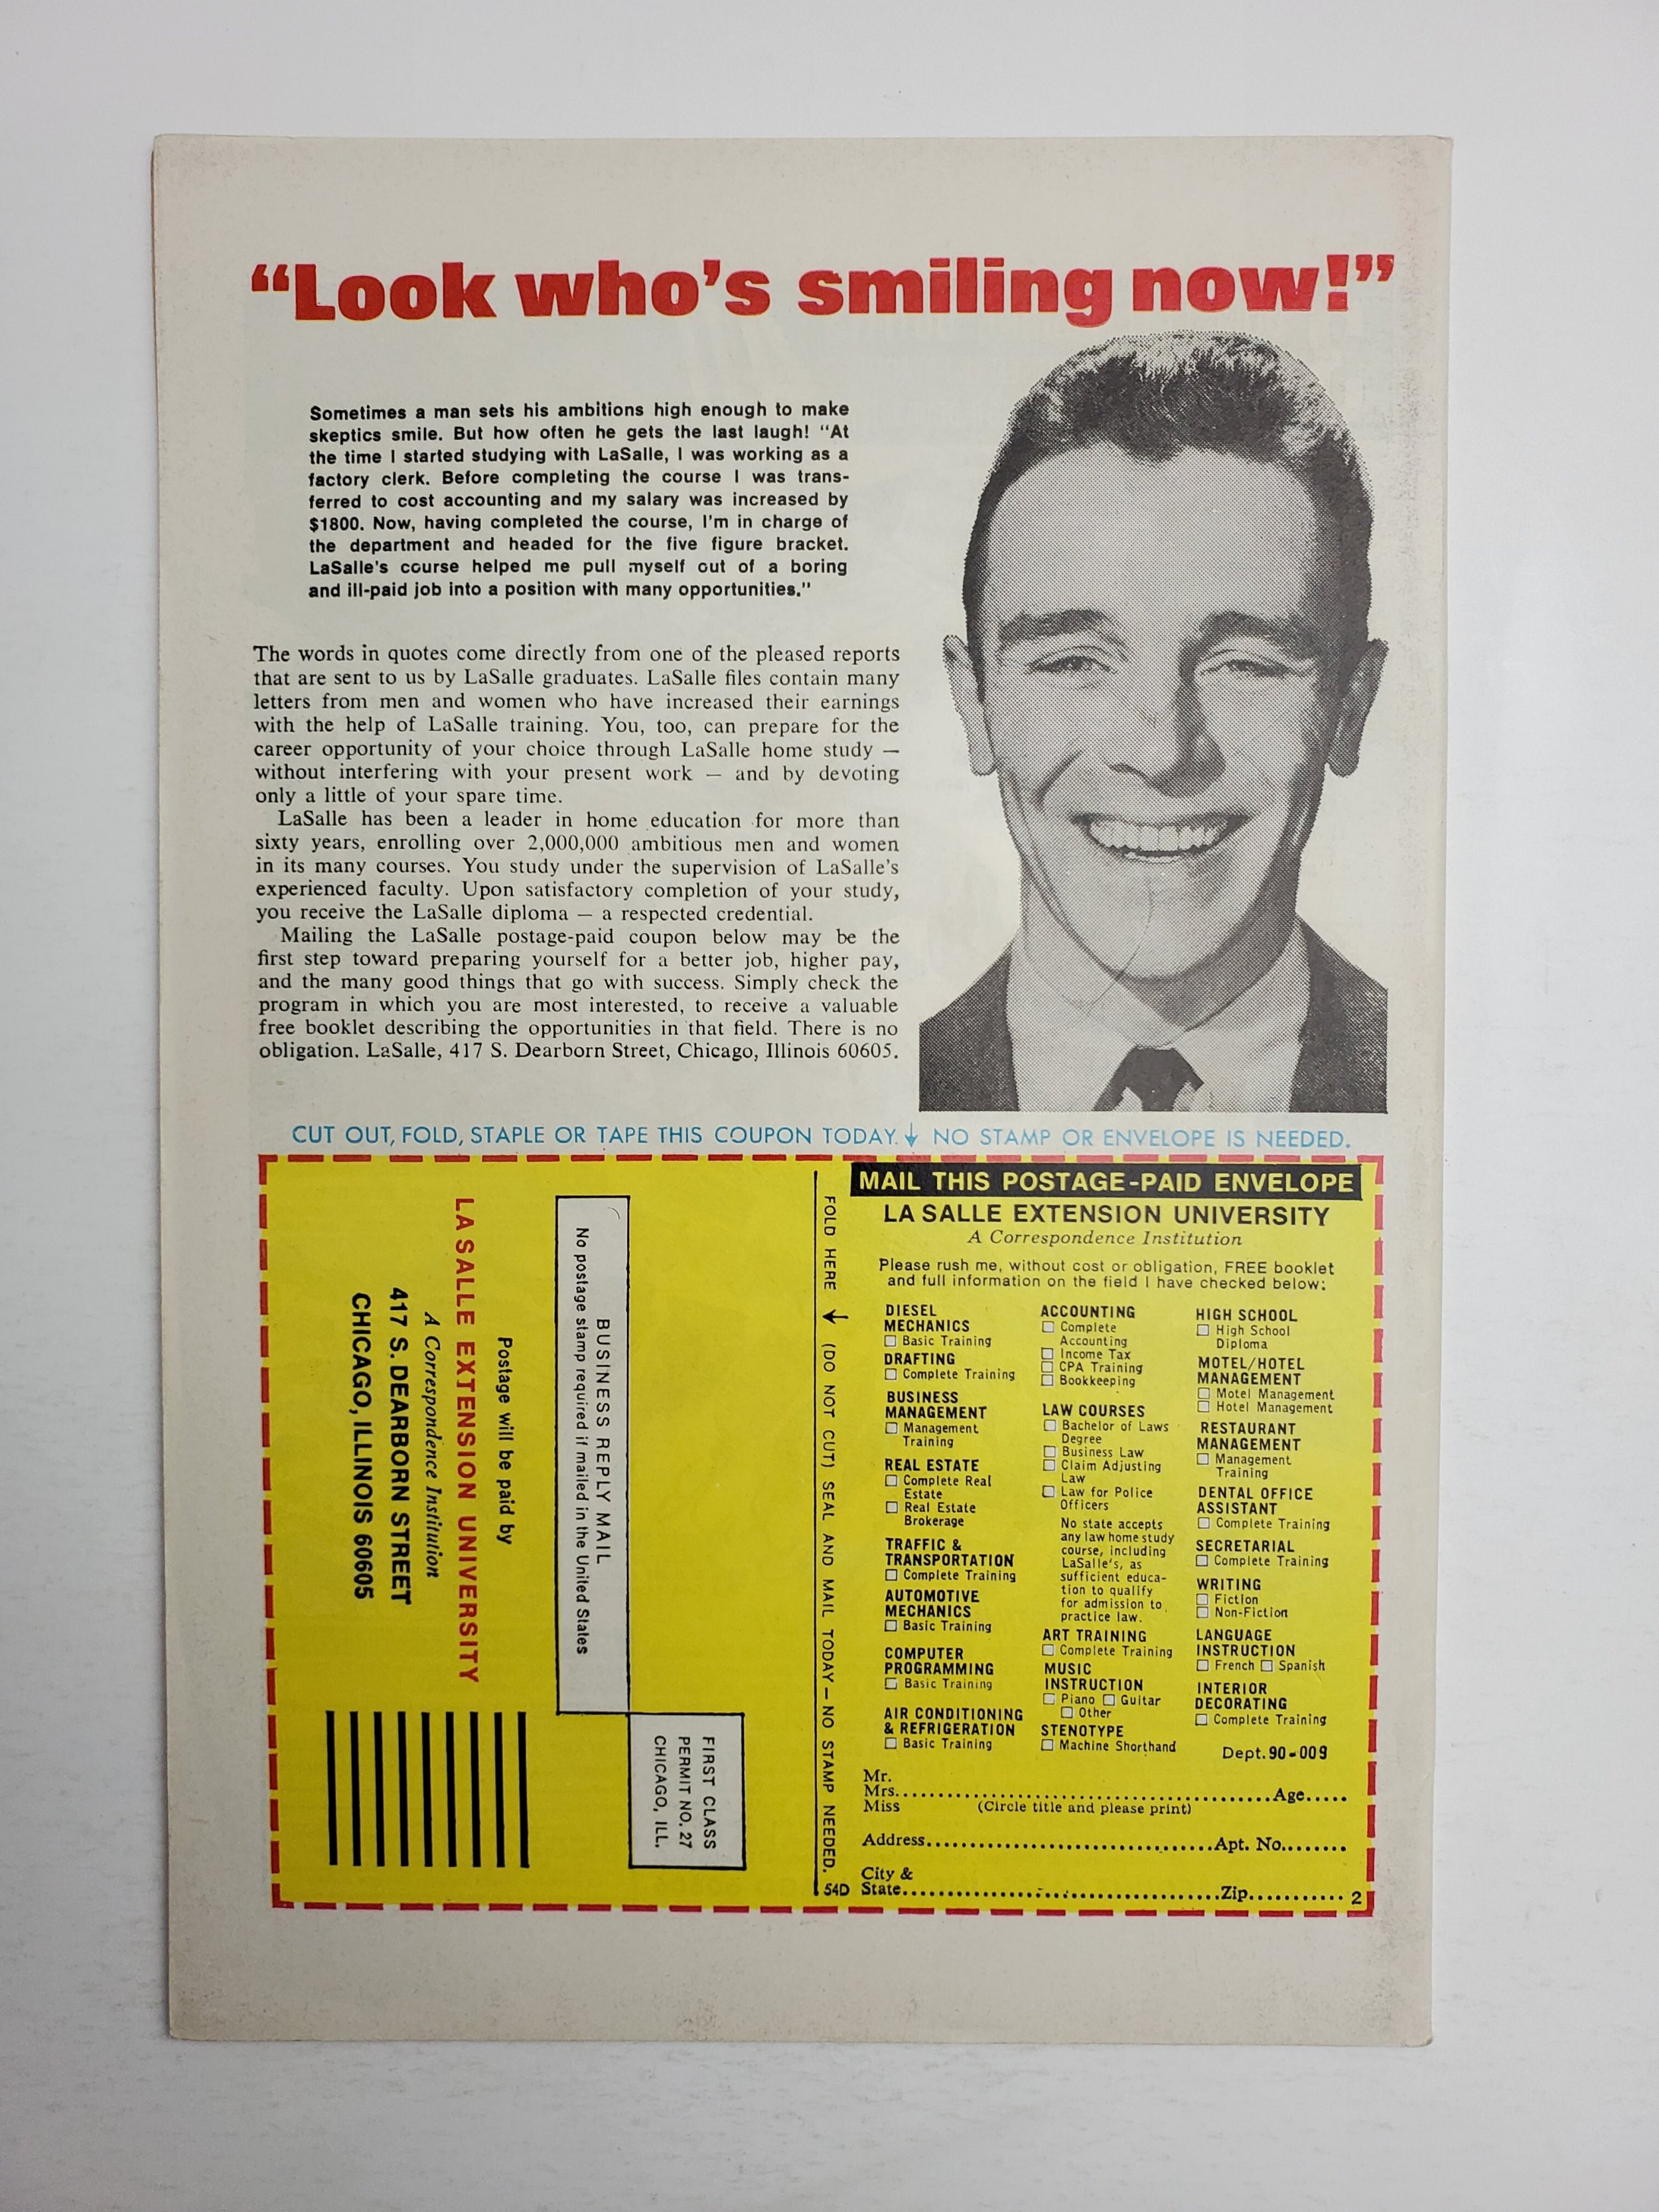 “Look who’s smiling now!”
Sometimes a man sets his ambitions high enough to make
skeptics smile. But how often he gets the last laugh! “At
the time I started studying with LaSalle, I was working as a
factory clerk. Before completing the course I was trans-
ferred to cost accounting and my salary was increased by
$1800. Now, having completed the course, I’m in charge of
the department and headed for the five figure bracket.
LaSalle’s course helped me pull myself out of a boring
and ill-paid job into a position with many opportunities.”
The words in quotes come directly from one of the pleased reports
that are sent to us by LaSalle graduates. LaSalle files contain many
letters from men and women who have increased their earnings
with the help of LaSalle training. You, too, can prepare for the
career opportunity of your choice through LaSalle home study —
without interfering with your present work — and by devoting
only a little of your spare time.
LaSalle has been a leader in home education for more than
sixty years, enrolling over 2,000,000 ambitious men and women
in its many courses. You study under the supervision of LaSalle’s
experienced faculty. Upon satisfactory completion of your study,
you receive the LaSalle diploma — a respected credential.
Mailing the LaSalle postage-paid coupon below may be the
first step toward preparing yourself for a better job, higher pay,
and the many good things that go with success. Simply check the
program in which you are most interested, to receive a valuable
free booklet describing the opportunities in that field. There is no
obligation. LaSalle, 417 S. Dearborn Street, Chicago, Illinois 60605.
CUT OUT, FOLD, STAPLE OR TAPE THIS COUPON TODAY. ↓ NO STAMP OR ENVELOPE IS NEEDED.
FIRST CLASS
PERMIT NO. 27
CHICAGO, ILL.
BUSINESS REPLY MAIL
No postage stamp required if mailed in the United States
Postage will be paid by
LA SALLE EXTENSION UNIVERSITY
A Correspondence Institution
417 S. DEARBORN STREET
CHICAGO, ILLINOIS 60605
FOLD HERE ↓ (DO NOT CUT) SEAL AND MAIL TODAY — NO STAMP NEEDED.
54D
MAIL THIS POSTAGE-PAID ENVELOPE
LA SALLE EXTENSION UNIVERSITY
A Correspondence Institution
Please rush me, without cost or obligation, FREE booklet
and full information on the field I have checked below:
DIESEL
MECHANICS
☐ Basic Training
DRAFTING
☐ Complete Training
BUSINESS
MANAGEMENT
☐ Management
Training
REAL ESTATE
☐ Complete Real
Estate
☐ Real Estate
Brokerage
TRAFFIC &
TRANSPORTATION
☐ Complete Training
AUTOMOTIVE
MECHANICS
☐ Basic Training
COMPUTER
PROGRAMMING
☐ Basic Training
AIR CONDITIONING
& REFRIGERATION
☐ Basic Training
ACCOUNTING
☐ Complete
Accounting
☐ Income Tax
☐ CPA Training
☐ Bookkeeping
LAW COURSES
☐ Bachelor of Laws
Degree
☐ Business Law
☐ Claim Adjusting
Law
☐ Law for Police
Officers
No state accepts
any law home study
course, including
LaSalle’s, as
sufficient educa-
tion to qualify
for admission to
practice law.
ART TRAINING
☐ Complete Training
MUSIC
INSTRUCTION
☐ Piano ☐ Guitar
☐ Other
STENOTYPE
☐ Machine Shorthand
HIGH SCHOOL
☐ High School
Diploma
MOTEL/HOTEL
MANAGEMENT
☐ Motel Management
☐ Hotel Management
RESTAURANT
MANAGEMENT
☐ Management
Training
DENTAL OFFICE
ASSISTANT
☐ Complete Training
SECRETARIAL
☐ Complete Training
WRITING
☐ Fiction
☐ Non-Fiction
LANGUAGE
INSTRUCTION
☐ French ☐ Spanish
INTERIOR
DECORATING
☐ Complete Training
Dept. 90-009
Mr.
Mrs. Age
Miss (Circle title and please print)
Address Apt. No.
City &
State Zip 2